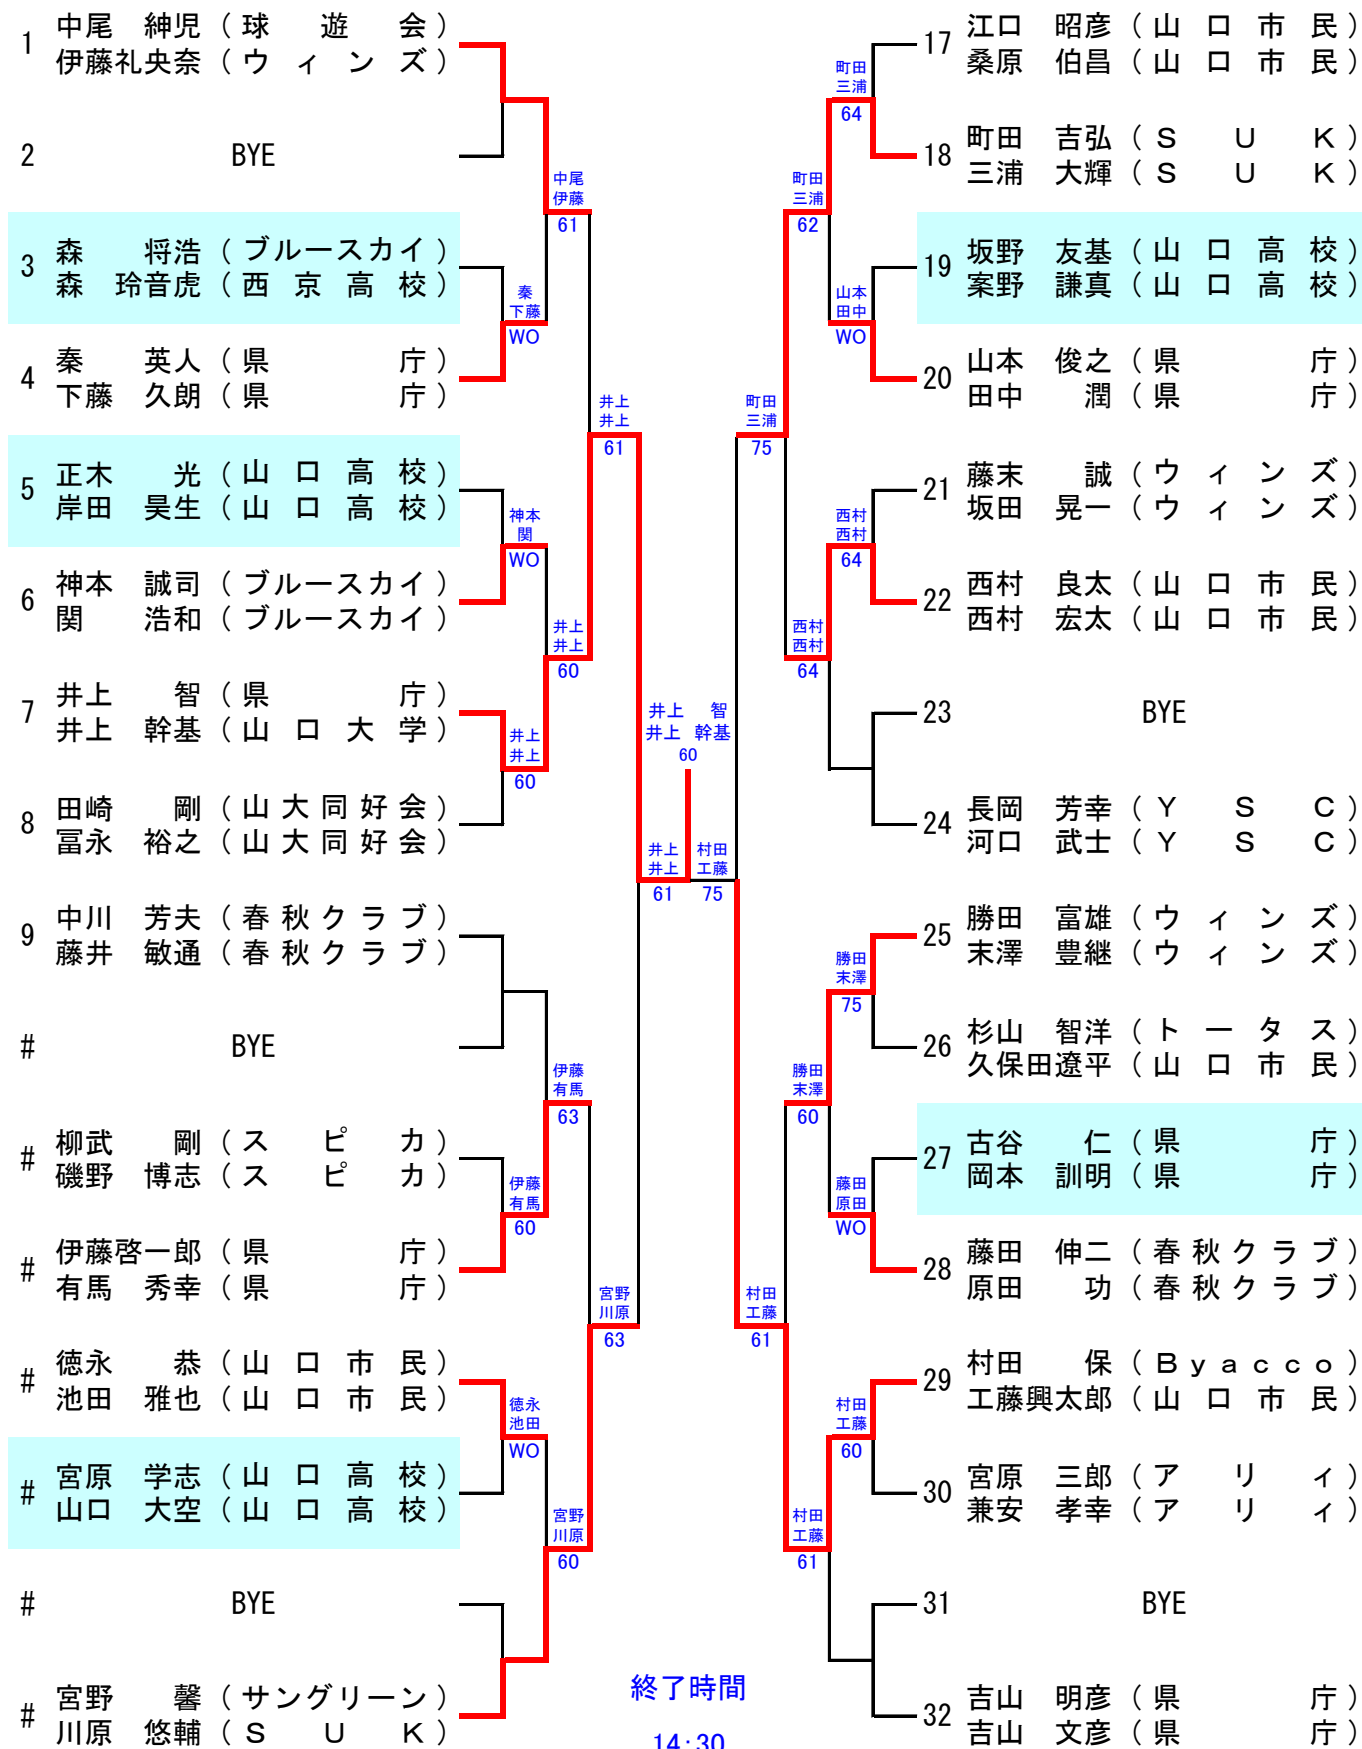 1 中尾 紳児 ( 球 遊 会 )
伊藤礼央奈 ( ウ ィ ン ズ )
2 BYE
3 森 将浩 ( ブルースカイ )
森 玲音虎 ( 西 京 高 校 )
4 秦 英人 ( 県 庁 )
下藤 久朗 ( 県 庁 )
5 正木 光 ( 山 口 高 校 )
岸田 昊生 ( 山 口 高 校 )
6 神本 誠司 ( ブルースカイ )
関 浩和 ( ブルースカイ )
7 井上 智 ( 県 庁 )
井上 幹基 ( 山 口 大 学 )
8 田崎 剛 ( 山 大 同 好 会 )
冨永 裕之 ( 山 大 同 好 会 )
9 中川 芳夫 ( 春 秋 ク ラ ブ )
藤井 敏通 ( 春 秋 ク ラ ブ )
# BYE
# 柳武 剛 ( ス ピ カ )
磯野 博志 ( ス ピ カ )
# 伊藤啓一郎 ( 県 庁 )
有馬 秀幸 ( 県 庁 )
# 徳永 恭 ( 山 口 市 民 )
池田 雅也 ( 山 口 市 民 )
# 宮原 学志 ( 山 口 高 校 )
山口 大空 ( 山 口 高 校 )
# BYE
# 宮野 馨 ( サングリーン )
川原 悠輔 ( S U K )
秦
下藤
WO
神本
関
WO
井上
井上
60
伊藤
有馬
60
徳永
池田
WO
中尾
伊藤
61
井上
井上
60
伊藤
有馬
63
宮野
川原
60
井上
井上
61
宮野
川原
63
井上
井上
61
井上 智
井上 幹基
60
村田
工藤
75
町田
三浦
75
村田
工藤
61
町田
三浦
62
西村
西村
64
勝田
末澤
60
村田
工藤
61
町田
三浦
64
山本
田中
WO
西村
西村
64
勝田
末澤
75
藤田
原田
WO
村田
工藤
60
17 江口 昭彦 ( 山 口 市 民 )
桑原 伯昌 ( 山 口 市 民 )
18 町田 吉弘 ( S U K )
三浦 大輝 ( S U K )
19 坂野 友基 ( 山 口 高 校 )
案野 謙真 ( 山 口 高 校 )
20 山本 俊之 ( 県 庁 )
田中 潤 ( 県 庁 )
21 藤末 誠 ( ウ ィ ン ズ )
坂田 晃一 ( ウ ィ ン ズ )
22 西村 良太 ( 山 口 市 民 )
西村 宏太 ( 山 口 市 民 )
23 BYE
24 長岡 芳幸 ( Y S C )
河口 武士 ( Y S C )
25 勝田 富雄 ( ウ ィ ン ズ )
末澤 豊継 ( ウ ィ ン ズ )
26 杉山 智洋 ( ト ー タ ス )
久保田遼平 ( 山 口 市 民 )
27 古谷 仁 ( 県 庁 )
岡本 訓明 ( 県 庁 )
28 藤田 伸二 ( 春 秋 ク ラ ブ )
原田 功 ( 春 秋 ク ラ ブ )
29 村田 保 ( B y a c c o )
工藤興太郎 ( 山 口 市 民 )
30 宮原 三郎 ( ア リ ィ )
兼安 孝幸 ( ア リ ィ )
31 BYE
32 吉山 明彦 ( 県 庁 )
吉山 文彦 ( 県 庁 )
終了時間
14:30